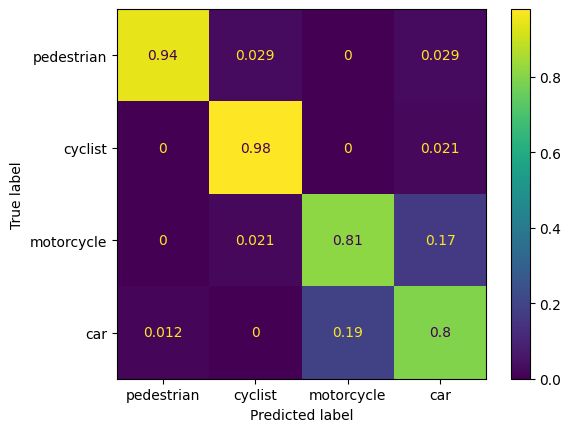 pedestrian 0.94 0.029 0 0.029
cyclist 0 0.98 0 0.021
motorcycle 0 0.021 0.81 0.17
car 0.012 0 0.19 0.8
pedestrian cyclist motorcycle car
Predicted label
True label
0.8
0.6
0.4
0.2
0.0